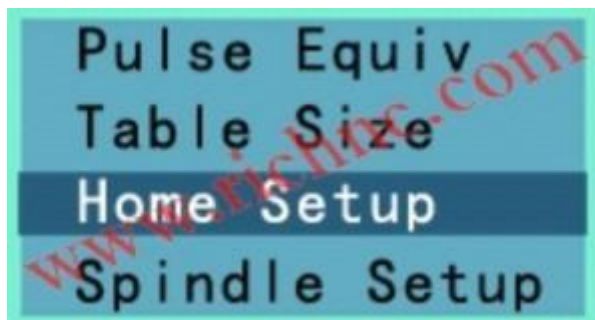 Pulse Equiv
Table Size
Home Setup
Spindle Setup
www.richnc.com